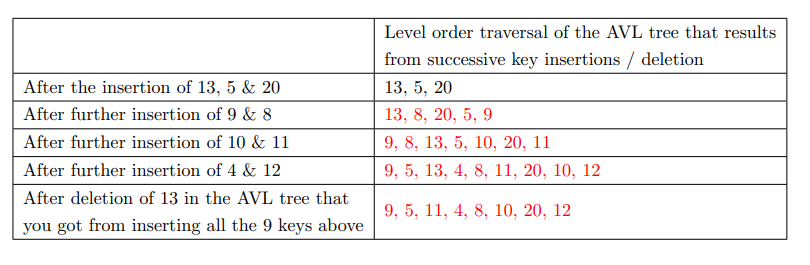 Level order traversal of the AVL tree that results
from successive key insertions / deletion
After the insertion of 13, 5 & 20
13, 5, 20
After further insertion of 9 & 8
13, 8, 20, 5, 9
After further insertion of 10 & 11
9, 8, 13, 5, 10, 20, 11
After further insertion of 4 & 12
9, 5, 13, 4, 8, 11, 20, 10, 12
After deletion of 13 in the AVL tree that
you got from inserting all the 9 keys above
9, 5, 11, 4, 8, 10, 20, 12